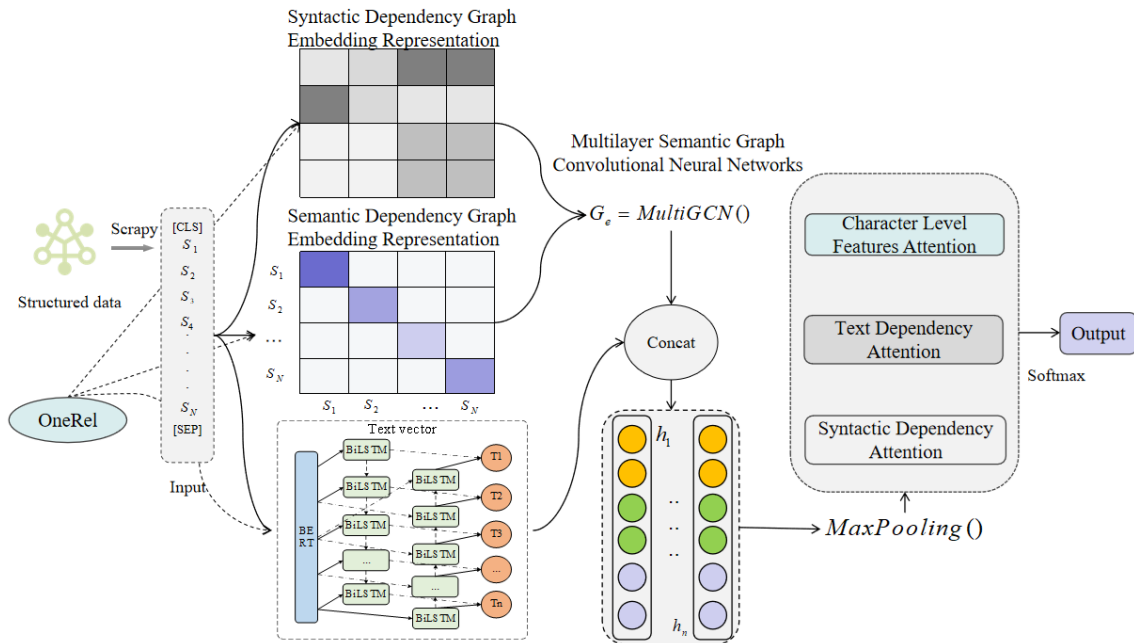 Syntactic Dependency Graph
Embedding Representation
Multilayer Semantic Graph
Convolutional Neural Networks
G_e = MultiGCN()
Structured data
Scrapy
[CLS]
S_1
S_2
S_3
S_4
.
.
.
.
S_N
[SEP]
OneRel
Input
Semantic Dependency Graph
Embedding Representation
S_1
S_2
...
S_N
S_1 S_2 ... S_N
Text vector
BE
RT
BiLSTM
BiLSTM
BiLSTM
...
BiLSTM
BiLSTM
BiLSTM
BiLSTM
...
BiLSTM
T1
T2
T3
...
Tn
Concat
h_1
.. 
..
..
h_n
MaxPooling()
Character Level
Features Attention
Text Dependency
Attention
Syntactic Dependency
Attention
Softmax
Output